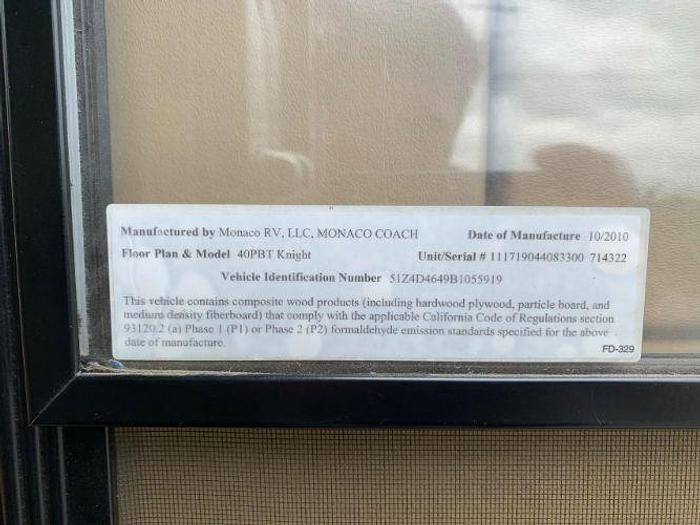 Manufactured by Monaco RV, LLC, MONACO COACH Date of Manufacture 10/2010
Floor Plan & Model 40PBT Knight Unit/Serial # 111719044083300 714322
Vehicle Identification Number 51Z4D4649B1055919
This vehicle contains composite wood products (including hardwood plywood, particle board, and
medium density fiberboard) that comply with the applicable California Code of Regulations section
93120.2 (a) Phase 1 (P1) or Phase 2 (P2) formaldehyde emission standards specified for the above
date of manufacture.
FD-329